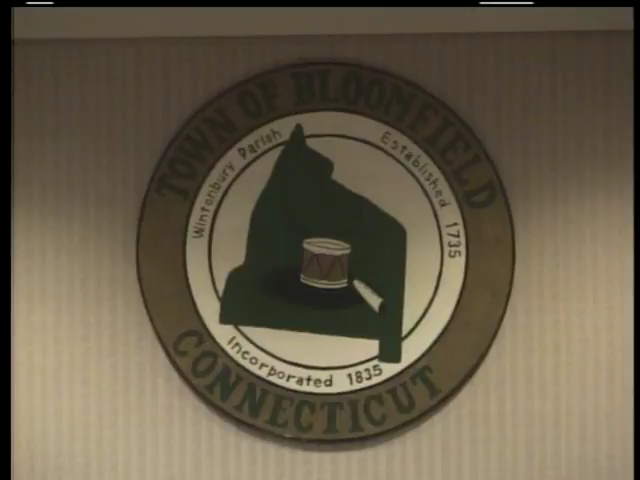 TOWN OF BLOOMFIELD
Wintonbury Parish
Established 1735
Incorporated 1835
CONNECTICUT